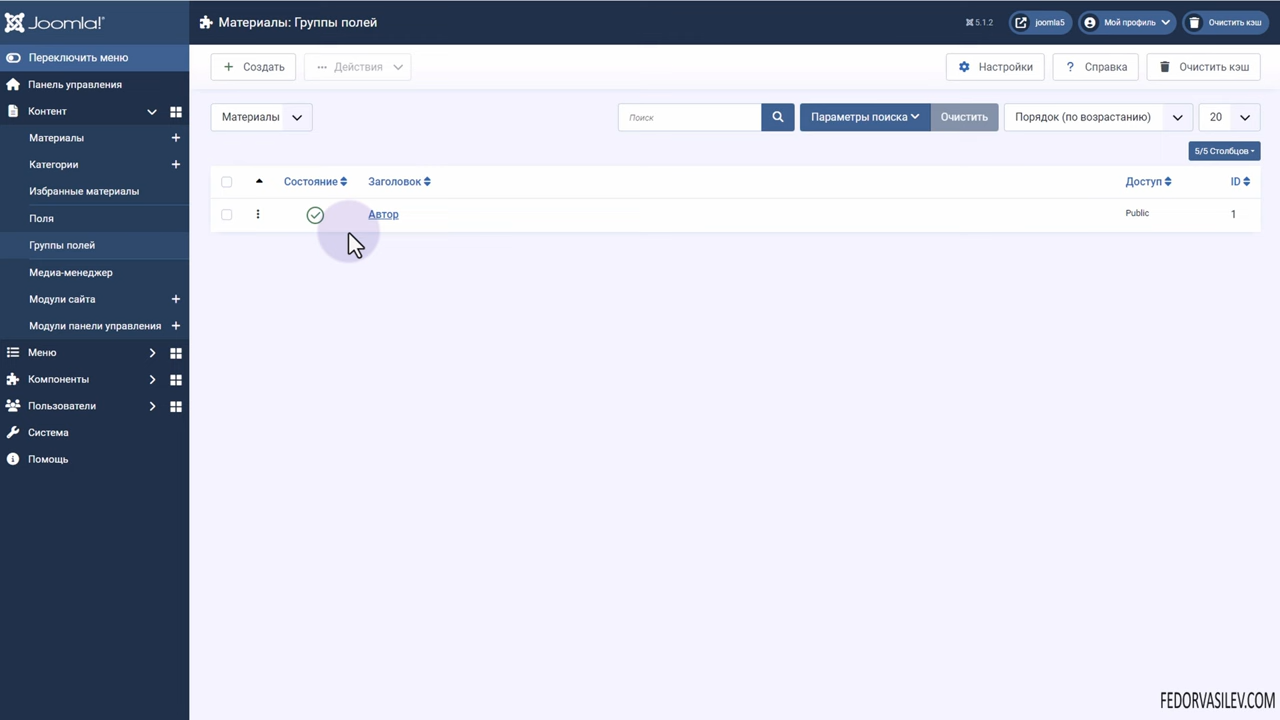 Joomla!
Материалы: Группы полей
5.1.2
joomla5
Мой профиль
Очистить кэш
Переключить меню
Панель управления
Контент
Материалы
Категории
Избранные материалы
Поля
Группы полей
Медиа-менеджер
Модули сайта
Модули панели управления
Меню
Компоненты
Пользователи
Система
Помощь
Создать
Действия
Настройки
? Справка
Очистить кэш
Материалы
Поиск
Параметры поиска
Очистить
Порядок (по возрастанию)
20
5/5 Столбцов
Состояние
Заголовок
Доступ
ID
Автор
Public
1
FEDORVASILEV.COM